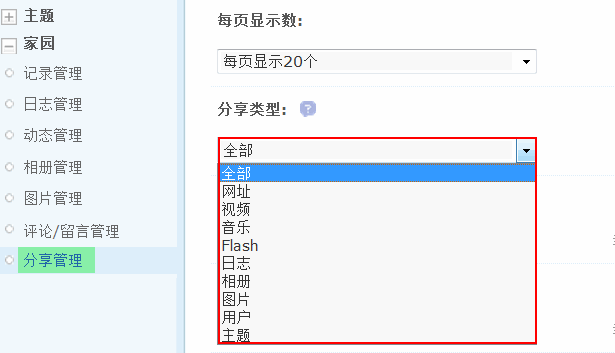 主题
家园
记录管理
日志管理
动态管理
相册管理
图片管理
评论/留言管理
分享管理
每页显示数:
每页显示20个
分享类型:
?
全部
全部
网址
视频
音乐
Flash
日志
相册
图片
用户
主题